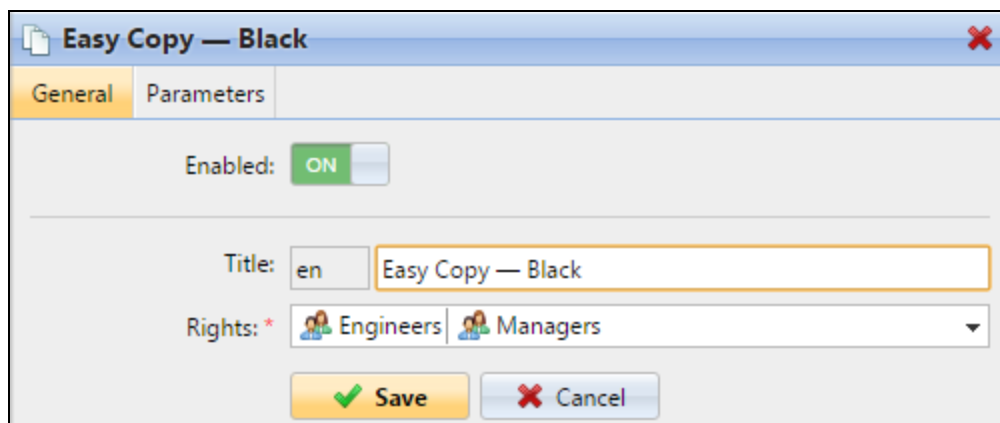 Easy Copy — Black
General Parameters
Enabled: ON
Title: en Easy Copy — Black
Rights: * Engineers Managers
Save Cancel